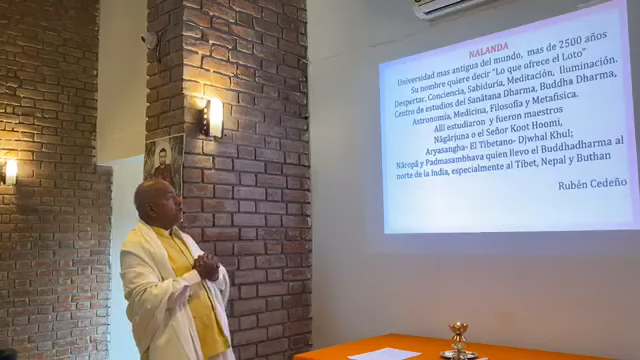 NALANDA
Universidad mas antigua del mundo, mas de 2500 años
Su nombre quiere decir "Lo que ofrece el Loto"
Despertar, Conciencia, Sabiduría, Meditación, Iluminación.
Centro de estudios del Sanâtana Dharma, Buddha Dharma,
Astronomía, Medicina, Filosofía y Metafísica.
Allí estudiaron y fueron maestros
Nâgârjuna o el Señor Koot Hoomi,
Aryasangha- El Tibetano- Djwhal Khul;
Nâropâ y Padmasambhava quien llevo el Buddhadharma al
norte de la India, especialmente al Tíbet, Nepal y Buthan
Rubén Cedeño